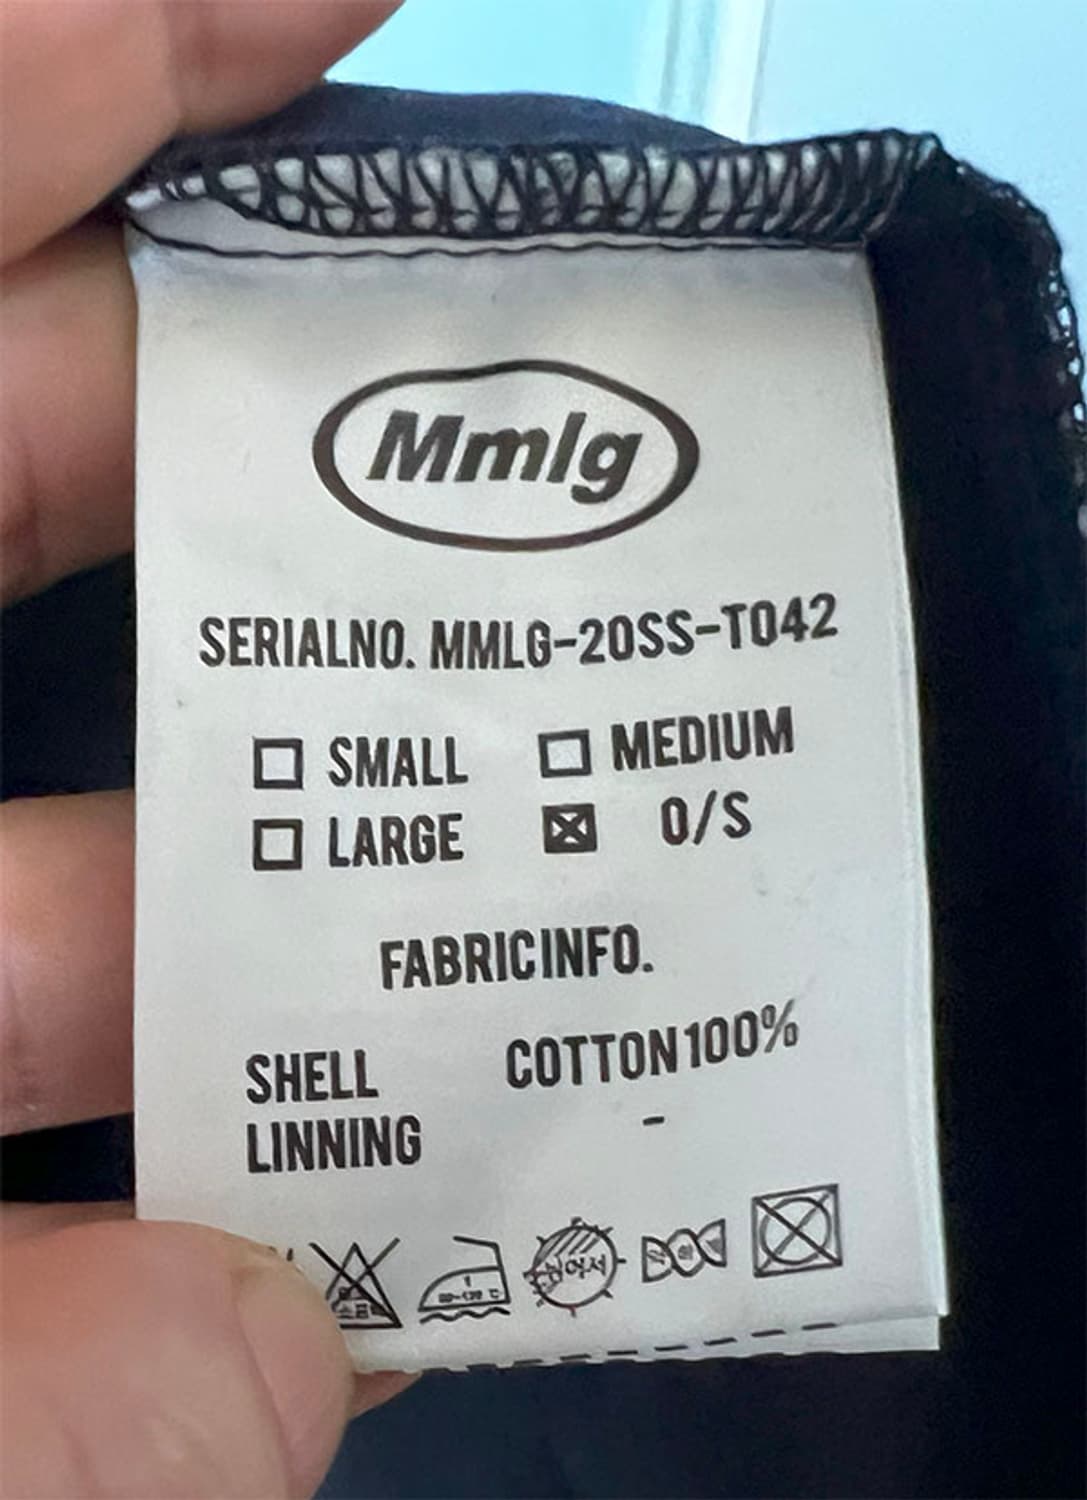 Mmlg
SERIALNO. MMLG-20SS-T042
SMALL MEDIUM
LARGE O/S
FABRICINFO.
SHELL COTTON100%
LINNING -